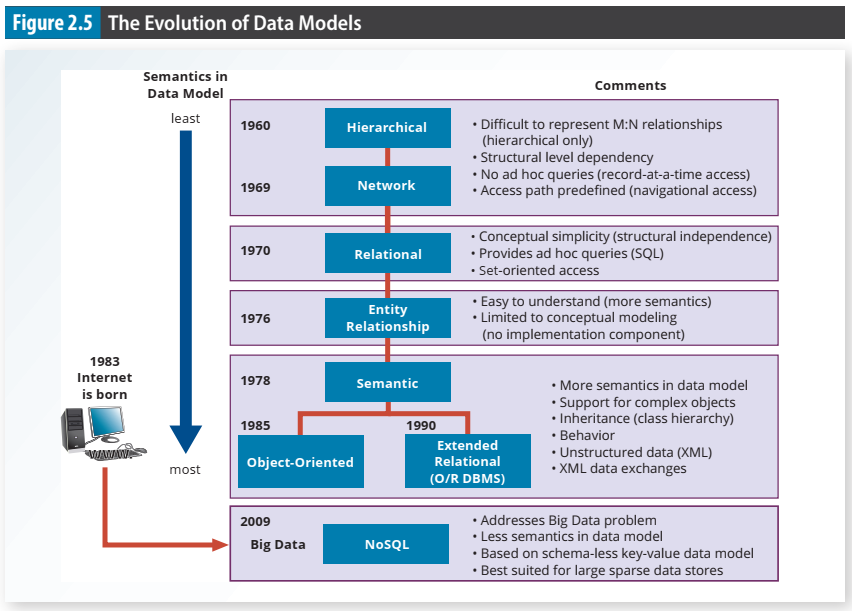 Figure 2.5 The Evolution of Data Models
Semantics in
Data Model
Comments
least
1960
Hierarchical
• Difficult to represent M:N relationships
(hierarchical only)
• Structural level dependency
• No ad hoc queries (record-at-a-time access)
• Access path predefined (navigational access)
1969
Network
1970
Relational
• Conceptual simplicity (structural independence)
• Provides ad hoc queries (SQL)
• Set-oriented access
1976
Entity
Relationship
• Easy to understand (more semantics)
• Limited to conceptual modeling
(no implementation component)
1983
Internet
is born
1978
Semantic
• More semantics in data model
• Support for complex objects
• Inheritance (class hierarchy)
• Behavior
• Unstructured data (XML)
• XML data exchanges
1985
Object-Oriented
1990
Extended
Relational
(O/R DBMS)
most
2009
Big Data
NoSQL
• Addresses Big Data problem
• Less semantics in data model
• Based on schema-less key-value data model
• Best suited for large sparse data stores